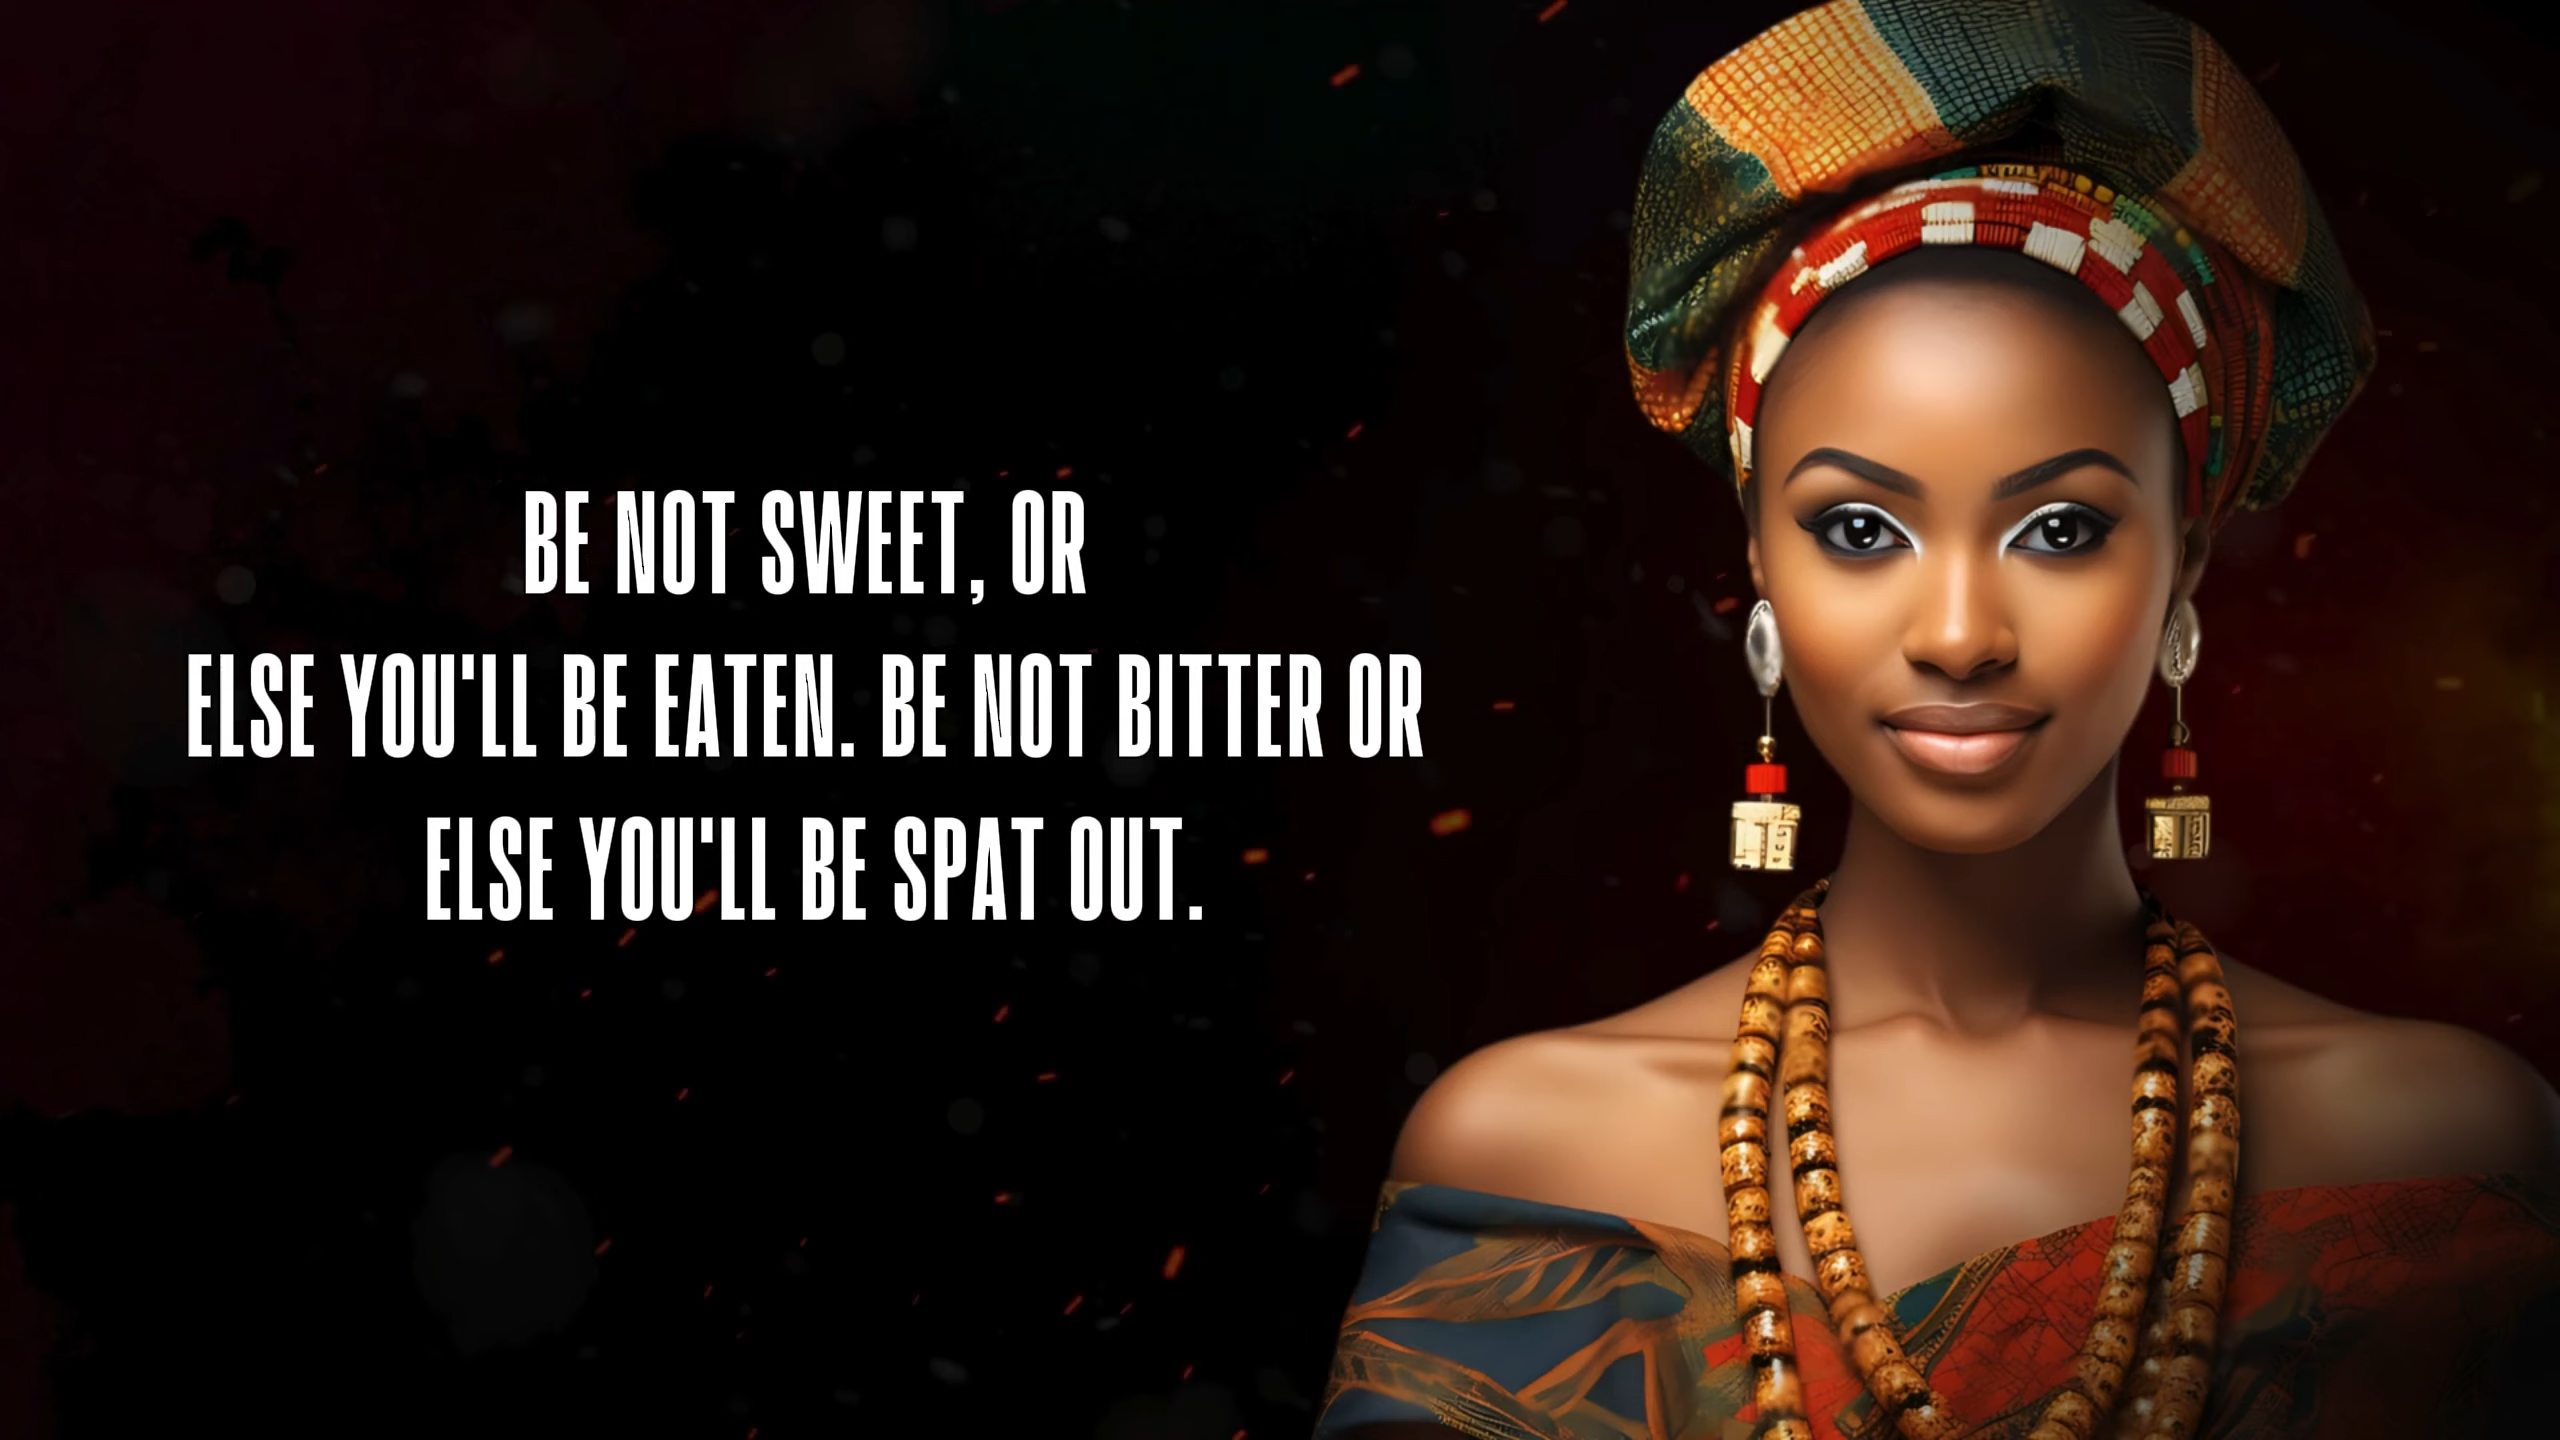 BE NOT SWEET, OR
ELSE YOU'LL BE EATEN. BE NOT BITTER OR
ELSE YOU'LL BE SPAT OUT.